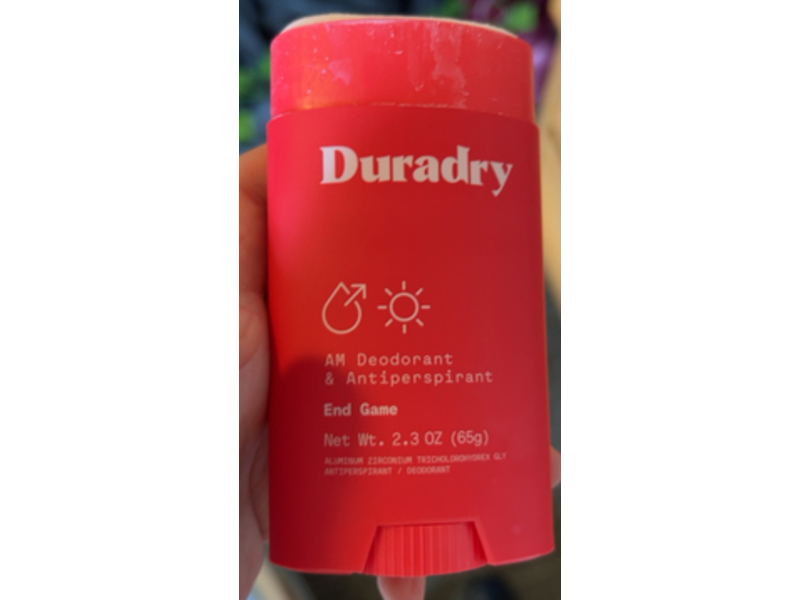 Duradry
AM Deodorant
& Antiperspirant
End Game
Net Wt. 2.3 OZ (65g)
ALUMINUM ZIRCONIUM TRICHLOROHYDREX GLY
ANTIPERSPIRANT / DEODORANT